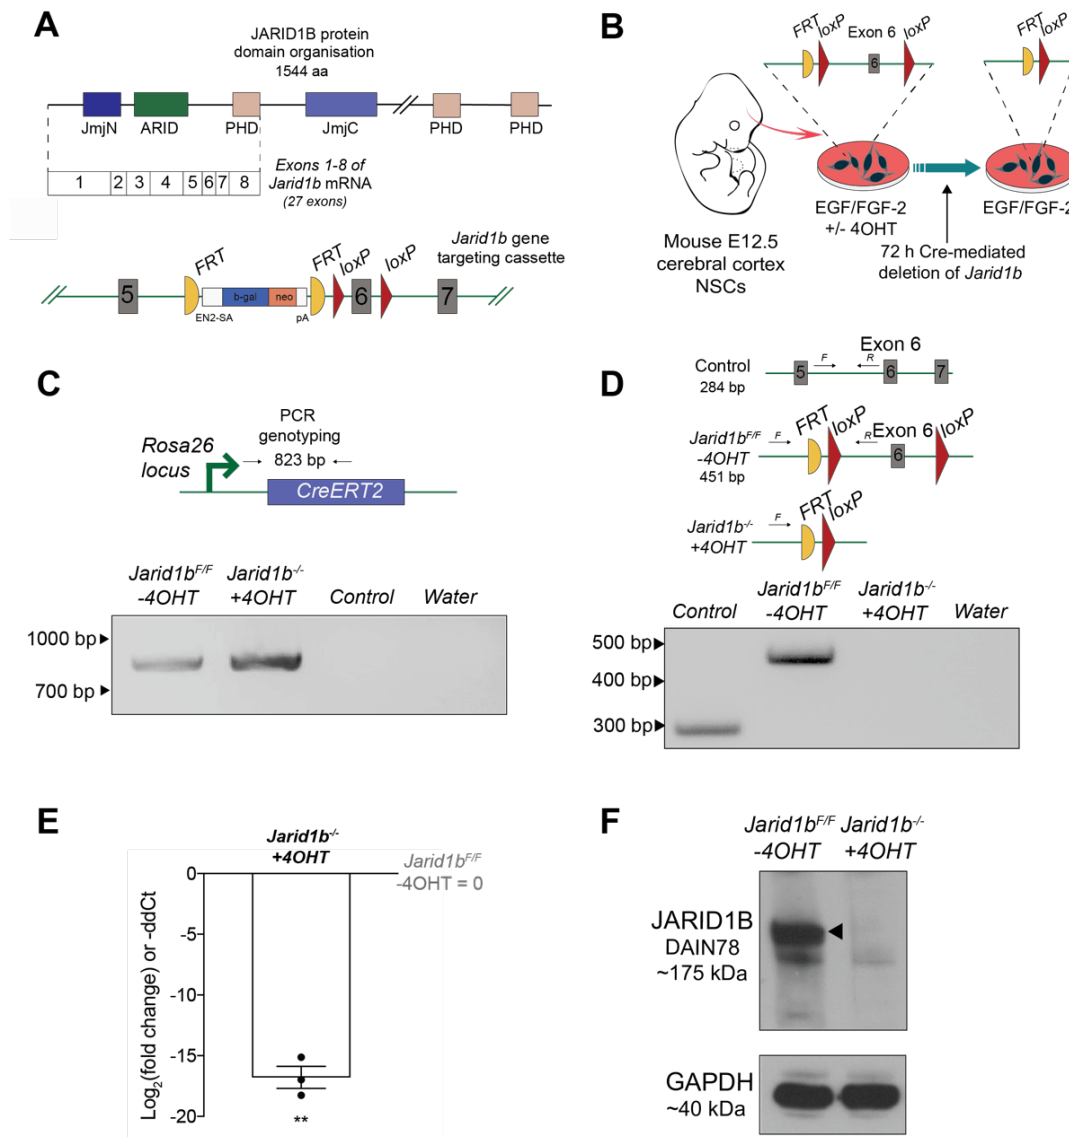 A
JARID1B protein
domain organisation
1544 aa
JmjN
ARID
PHD
JmjC
PHD
PHD
1
2
3
4
5
6
7
8
Exons 1-8 of
Jarid1b mRNA
(27 exons)
Jarid1b gene
targeting cassette
FRT
FRT
loxP
loxP
5
b-gal
neo
6
7
EN2-SA
pA
B
FRT
loxP
Exon 6
loxP
6
FRT
loxP
EGF/FGF-2
+/- 4OHT
EGF/FGF-2
Mouse E12.5
cerebral cortex
NSCs
72 h Cre-mediated
deletion of Jarid1b
C
Rosa26
locus
PCR
genotyping
823 bp
CreERT2
Jarid1bF/F
-4OHT
Jarid1b-/-
+4OHT
Control
Water
1000 bp
700 bp
D
Control
284 bp
Exon 6
F
R
5
6
7
Jarid1bF/F
-4OHT
451 bp
F
FRT
loxP
R
Exon 6
6
loxP
Jarid1b-/-
+4OHT
F
FRT
loxP
Control
Jarid1bF/F
-4OHT
Jarid1b-/-
+4OHT
Water
500 bp
400 bp
300 bp
E
Jarid1b-/-
+4OHT
Jarid1bF/F
-4OHT = 0
Log2(fold change) or -ddCt
0
-5
-10
-15
-20
**
F
Jarid1bF/F
-4OHT
Jarid1b-/-
+4OHT
JARID1B
DAIN78
~175 kDa
GAPDH
~40 kDa